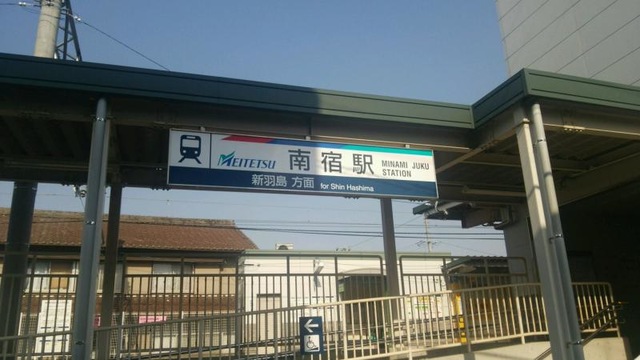 MEITETSU 南宿駅 MINAMI JUKU
STATION
新羽島 方面 for Shin Hashima